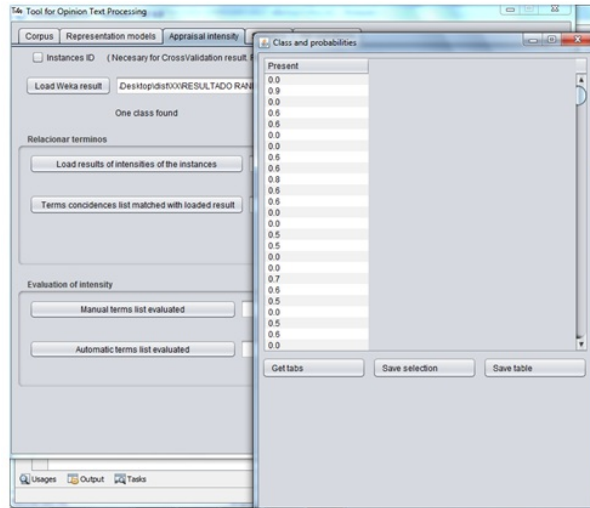 Tool for Opinion Text Processing
Corpus Representation models Appraisal intensity
Instances ID (Necesary for CrossValidation result.
Load Weka result .Desktop\dist\XX\RESULTADO RAN
One class found
Relacionar terminos
Load results of intensities of the instances
Terms concidences list matched with loaded result
Evaluation of intensity
Manual terms list evaluated
Automatic terms list evaluated
Usages Output Tasks
Class and probabilities
Present
0.0
0.9
0.0
0.6
0.6
0.0
0.0
0.6
0.6
0.8
0.6
0.6
0.0
0.0
0.5
0.5
0.0
0.0
0.7
0.6
0.5
0.0
0.5
0.6
0.0
Get tabs Save selection Save table